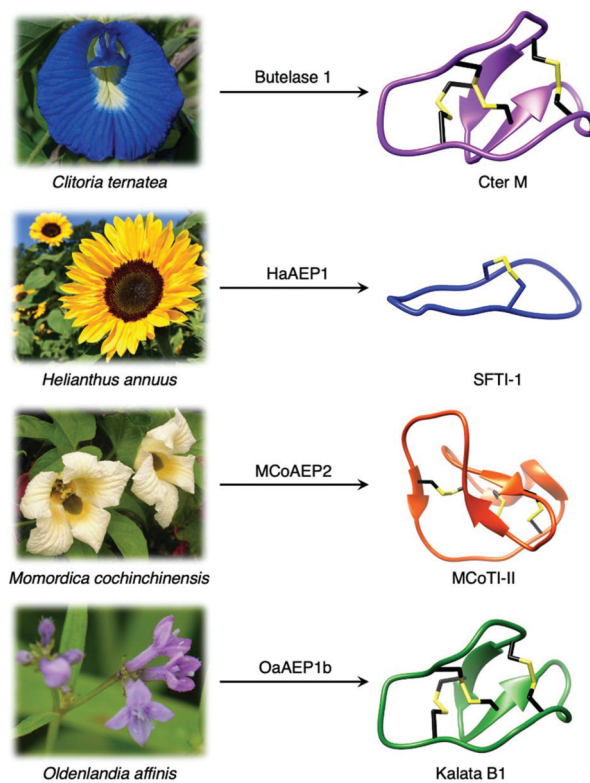 Butelase 1
Clitoria ternatea
Cter M
HaAEP1
Helianthus annuus
SFTI-1
MCoAEP2
Momordica cochinchinensis
MCoTI-II
OaAEP1b
Oldenlandia affinis
Kalata B1